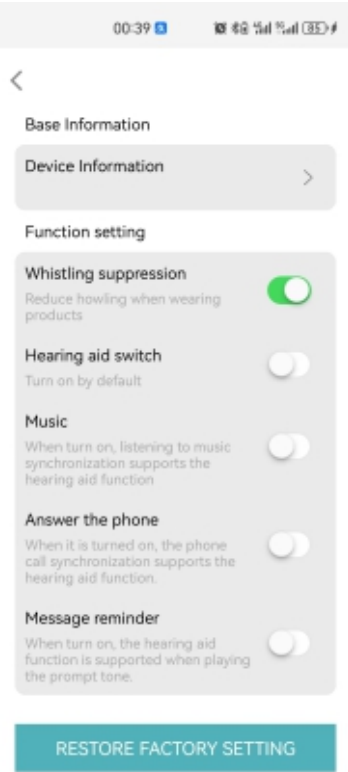 00:39
85
Base Information
Device Information
Function setting
Whistling suppression
Reduce howling when wearing
products
Hearing aid switch
Turn on by default
Music
When turn on, listening to music
synchronization supports the
hearing aid function
Answer the phone
When it is turned on, the phone
call synchronization supports the
hearing aid function.
Message reminder
When turn on, the hearing aid
function is supported when playing
the prompt tone.
RESTORE FACTORY SETTING